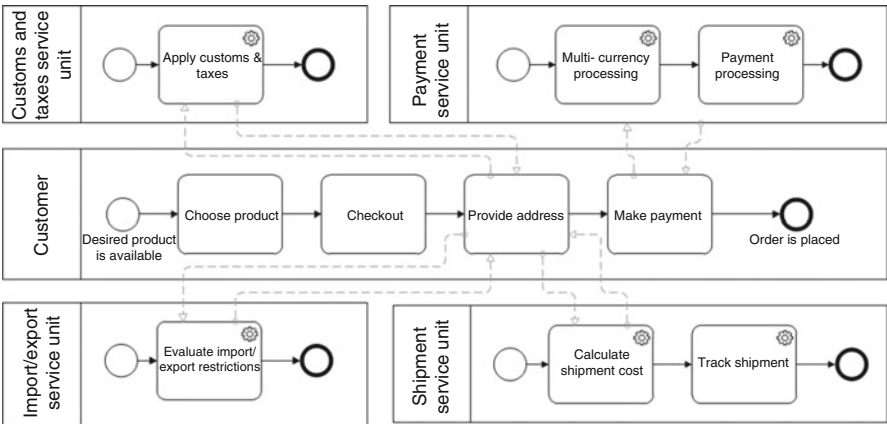 Customs and
taxes service
unit
Apply customs &
taxes
Payment
service unit
Multi- currency
processing
Payment
processing
Customer
Desired product
is available
Choose product
Checkout
Provide address
Make payment
Order is placed
Import/export
service unit
Evaluate import/
export restrictions
Shipment
service unit
Calculate
shipment cost
Track shipment